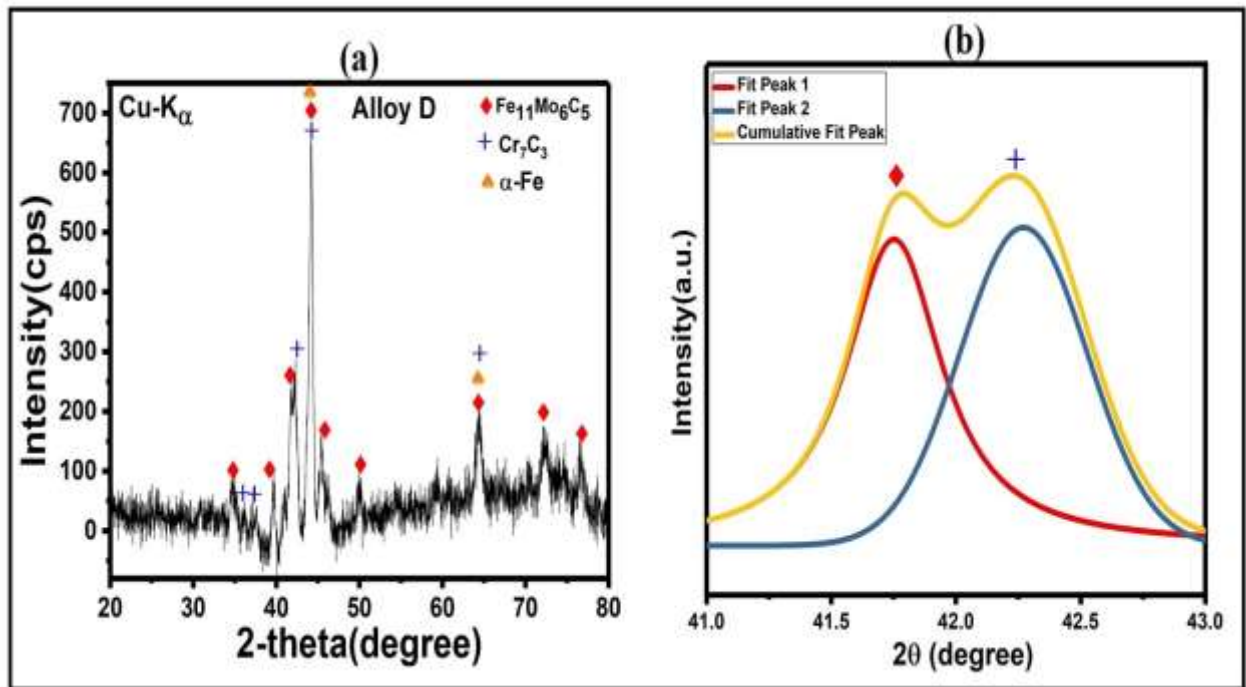 (a)
Cu-Kα
Alloy D
Fe11Mo6C5
Cr7C3
α-Fe
700
600
500
400
300
200
100
0
Intensity(cps)
20 30 40 50 60 70 80
2-theta(degree)
(b)
Fit Peak 1
Fit Peak 2
Cumulative Fit Peak
Intensity(a.u.)
41.0 41.5 42.0 42.5 43.0
2θ (degree)